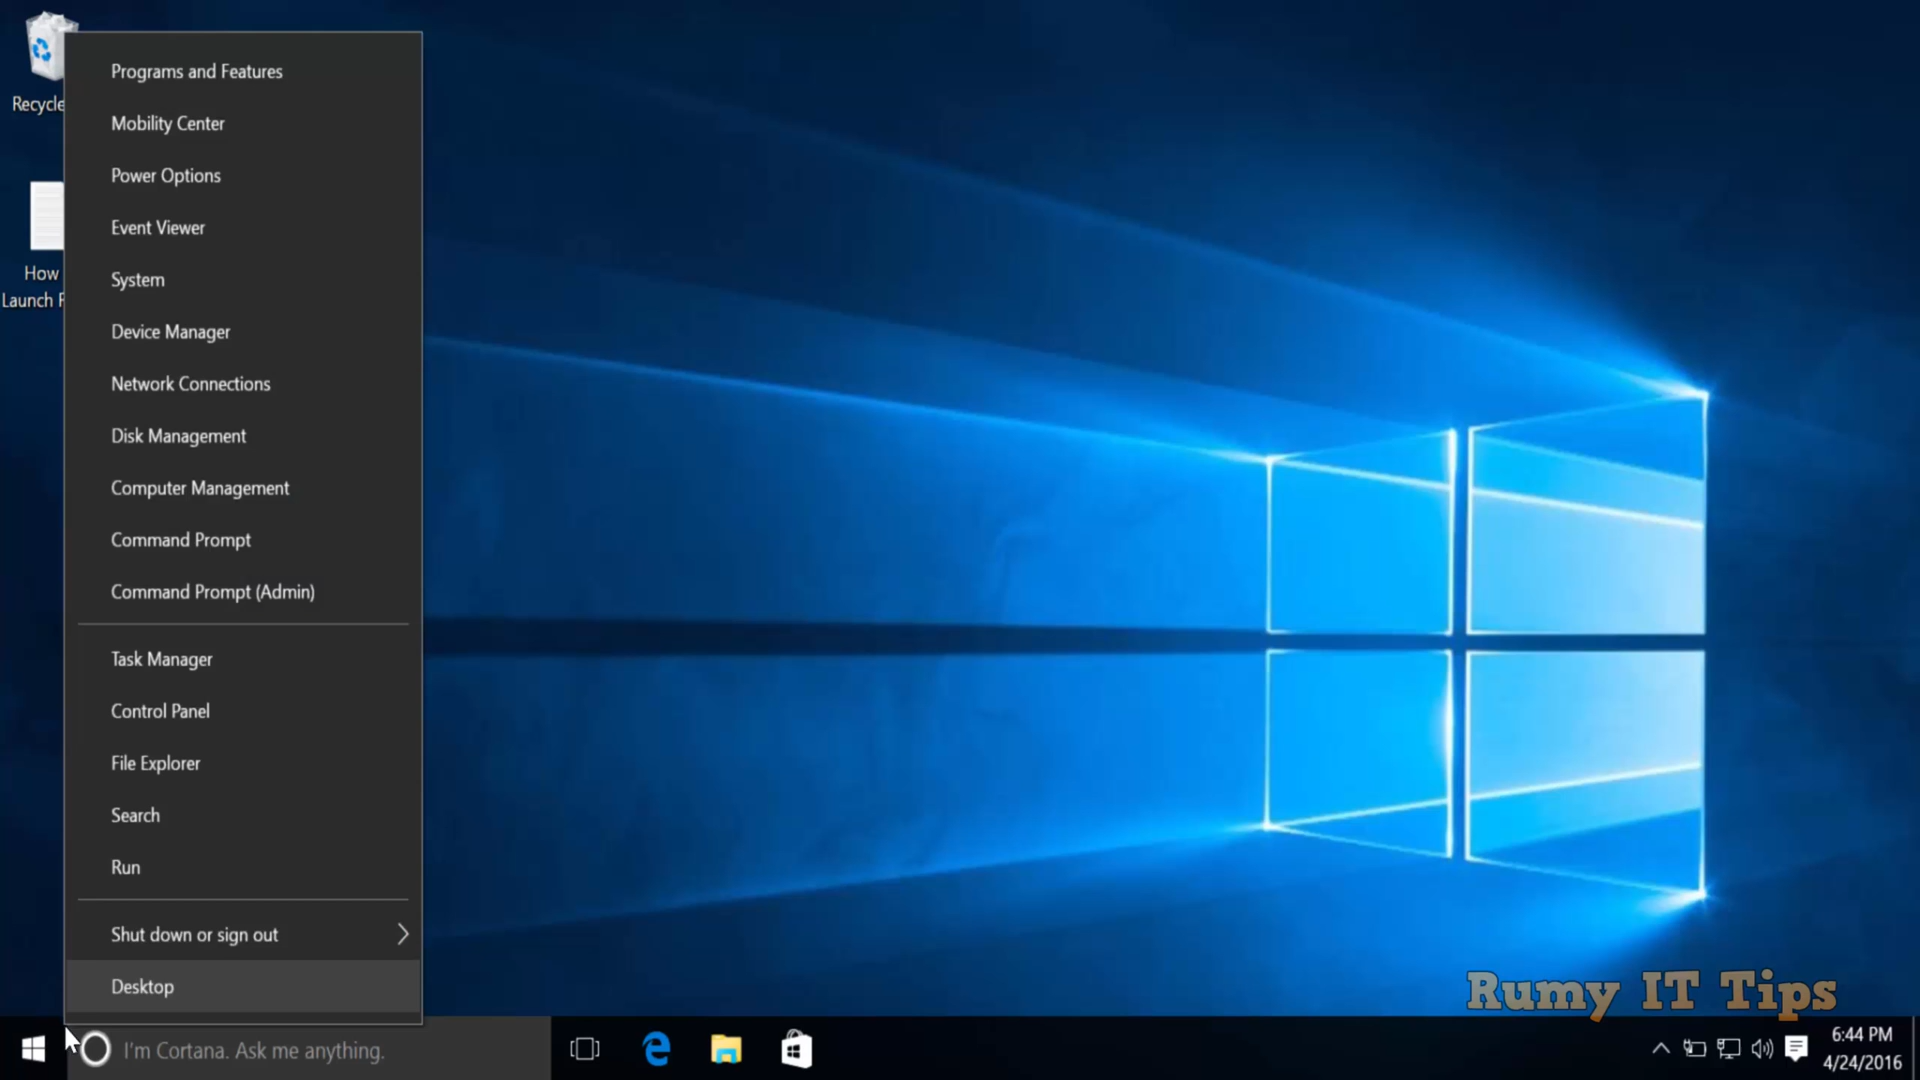 Recycle
How
Launch F
Programs and Features
Mobility Center
Power Options
Event Viewer
System
Device Manager
Network Connections
Disk Management
Computer Management
Command Prompt
Command Prompt (Admin)
Task Manager
Control Panel
File Explorer
Search
Run
Shut down or sign out
Desktop
Rumy IT Tips
I'm Cortana. Ask me anything.
6:44 PM
4/24/2016